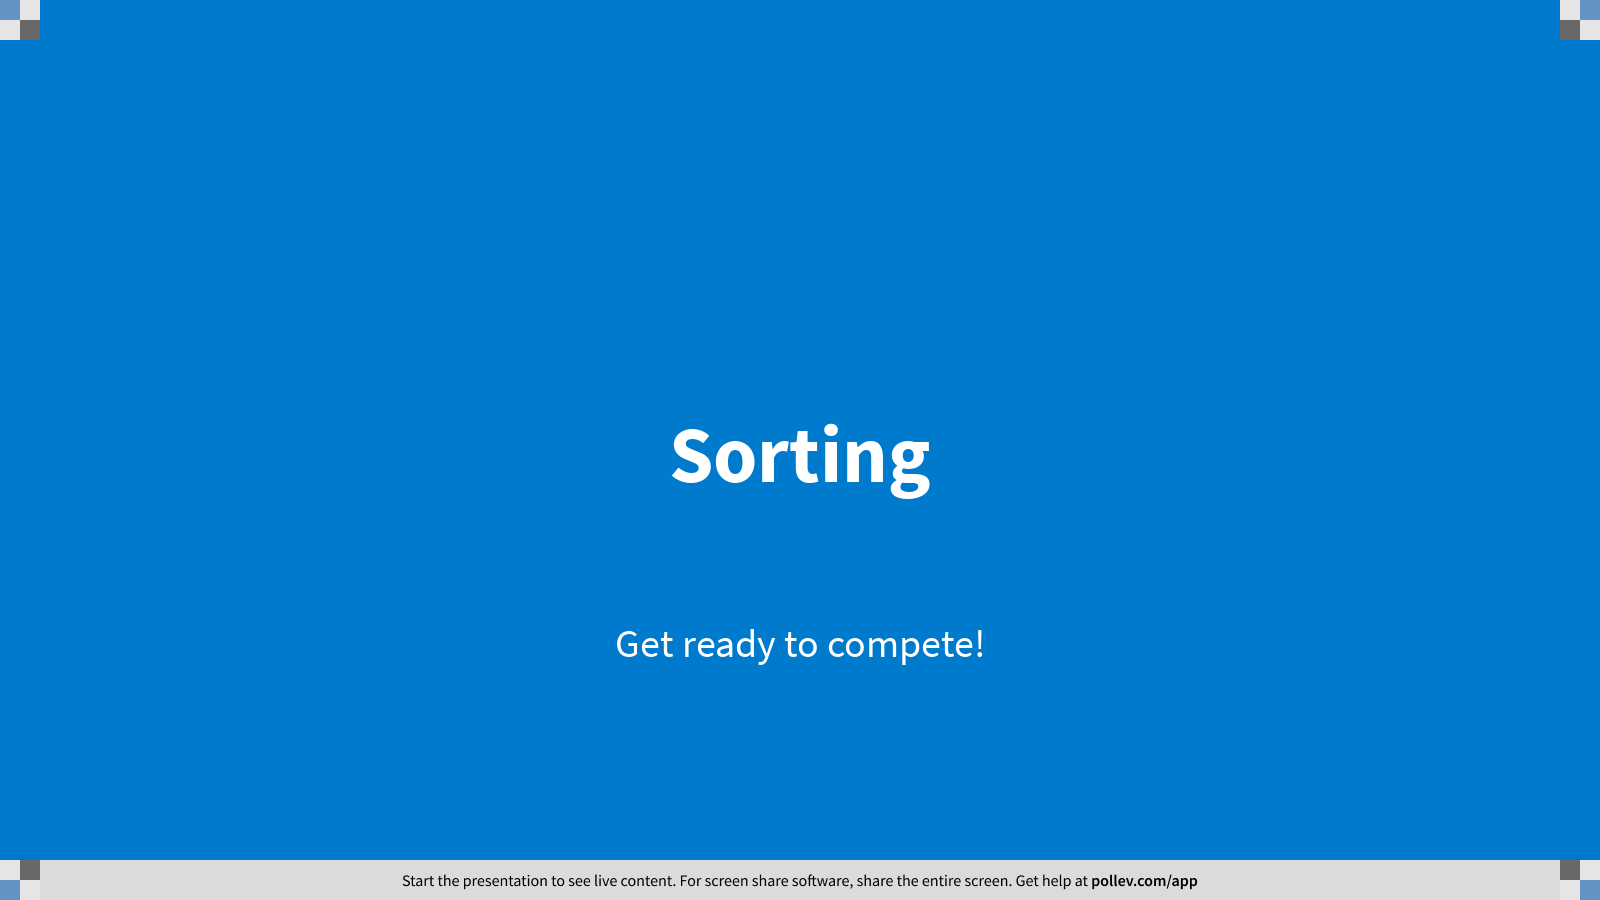 Sorting
Get ready to compete!
Start the presentation to see live content. For screen share software, share the entire screen. Get help at pollev.com/app